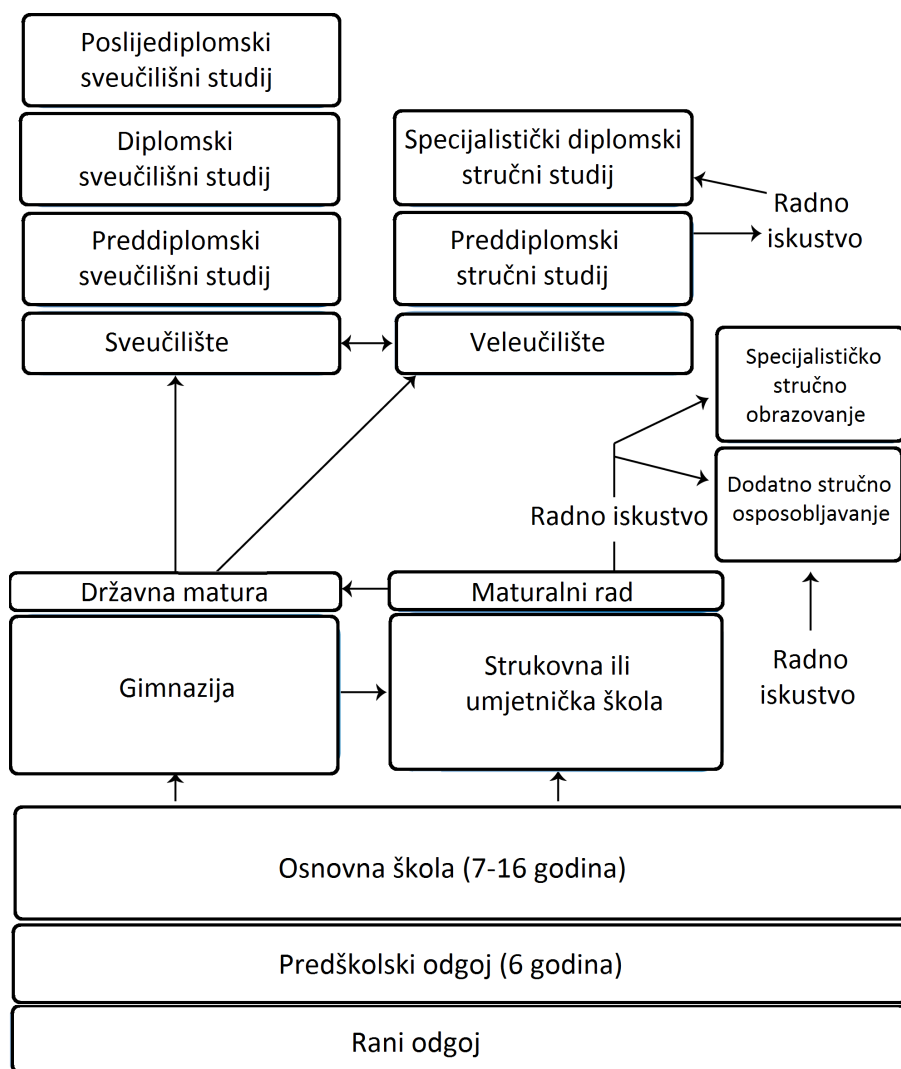 Poslijediplomski
sveučilišni studij
Diplomski
sveučilišni studij
Specijalistički diplomski
stručni studij
Radno
iskustvo
Preddiplomski
sveučilišni studij
Preddiplomski
stručni studij
Sveučilište
Veleučilište
Specijalističko
stručno
obrazovanje
Dodatno stručno
osposobljavanje
Radno iskustvo
Državna matura
Maturalni rad
Radno
iskustvo
Gimnazija
Strukovna ili
umjetnička škola
Osnovna škola (7-16 godina)
Predškolski odgoj (6 godina)
Rani odgoj